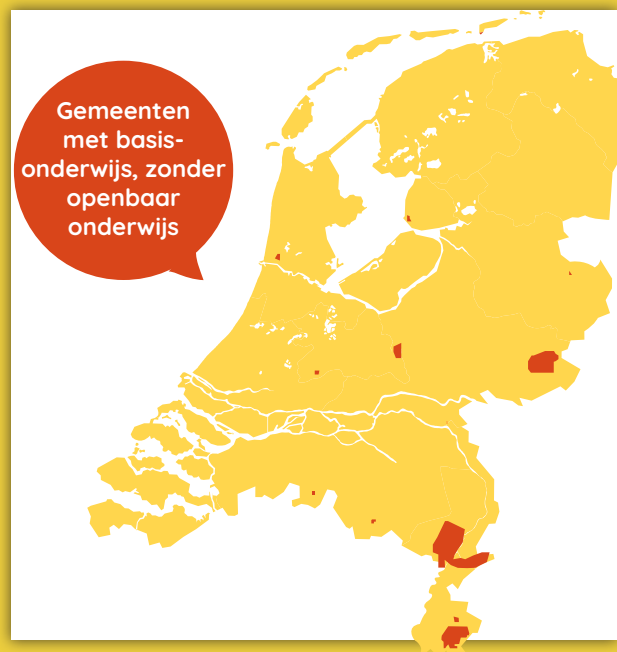 Gemeenten
met basis-
onderwijs, zonder
openbaar
onderwijs